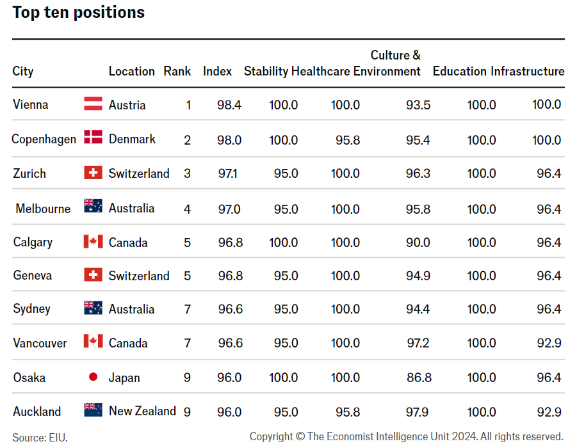 Top ten positions
Culture &
City Location Rank Index Stability Healthcare Environment Education Infrastructure
Vienna Austria 1 98.4 100.0 100.0 93.5 100.0 100.0
Copenhagen Denmark 2 98.0 100.0 95.8 95.4 100.0 100.0
Zurich Switzerland 3 97.1 95.0 100.0 96.3 100.0 96.4
Melbourne Australia 4 97.0 95.0 100.0 95.8 100.0 96.4
Calgary Canada 5 96.8 100.0 100.0 90.0 100.0 96.4
Geneva Switzerland 5 96.8 95.0 100.0 94.9 100.0 96.4
Sydney Australia 7 96.6 95.0 100.0 94.4 100.0 96.4
Vancouver Canada 7 96.6 95.0 100.0 97.2 100.0 92.9
Osaka Japan 9 96.0 100.0 100.0 86.8 100.0 96.4
Auckland New Zealand 9 96.0 95.0 95.8 97.9 100.0 92.9
Source: EIU. Copyright © The Economist Intelligence Unit 2024. All rights reserved.